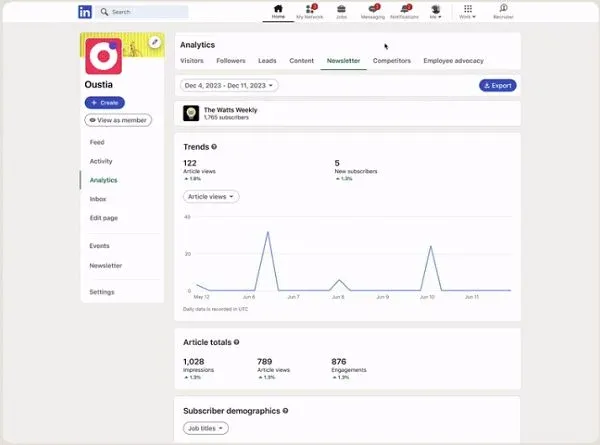 in
Search
Home
My Network
Jobs
Messaging
Notifications
Me
Work
Recruiter
Oustia
+ Create
View as member
Feed
Activity
Analytics
Inbox
Edit page
Events
Newsletter
Settings
Analytics
Visitors Followers Leads Content Newsletter Competitors Employee advocacy
Dec 4, 2023 - Dec 11, 2023
Export
The Watts Weekly
1,765 subscribers
Trends
122 5
Article views New subscribers
1.8% 1.3%
Article views
40
20
0
May 12 Jun 6 Jun 7 Jun 8 Jun 10 Jun 11
Daily data is recorded in UTC
Article totals
1,028 789 876
Impressions Article views Engagements
1.3% 1.3% 1.3%
Subscriber demographics
Job titles